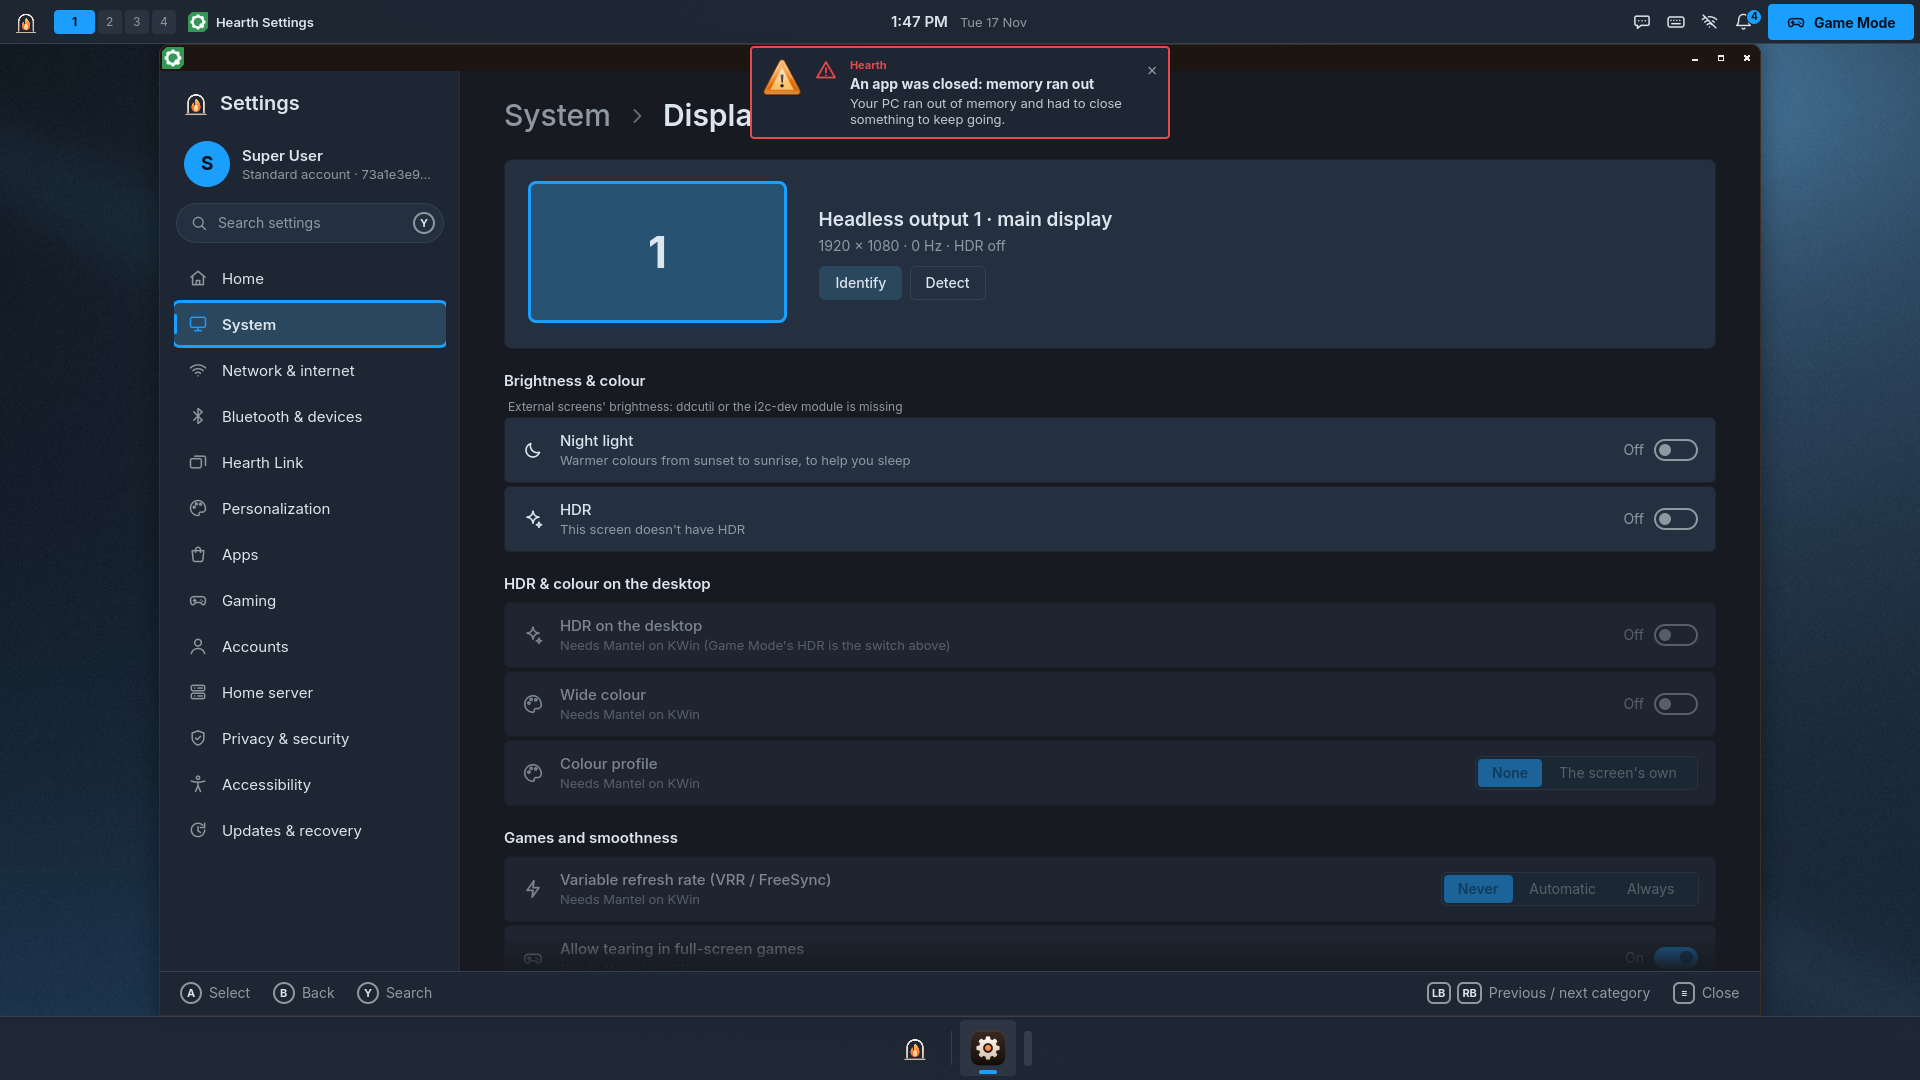 1 2 3 4 Hearth Settings
1:47 PM Tue 17 Nov
4
Game Mode
Hearth
An app was closed: memory ran out
Your PC ran out of memory and had to close
something to keep going.
Settings
S
Super User
Standard account · 73a1e3e9...
Search settings Y
Home
System
Network & internet
Bluetooth & devices
Hearth Link
Personalization
Apps
Gaming
Accounts
Home server
Privacy & security
Accessibility
Updates & recovery
System > Displa
1
Headless output 1 · main display
1920 × 1080 · 0 Hz · HDR off
Identify Detect
Brightness & colour
External screens' brightness: ddcutil or the i2c-dev module is missing
Night light
Warmer colours from sunset to sunrise, to help you sleep
Off
HDR
This screen doesn't have HDR
Off
HDR & colour on the desktop
HDR on the desktop
Needs Mantel on KWin (Game Mode's HDR is the switch above)
Off
Wide colour
Needs Mantel on KWin
Off
Colour profile
Needs Mantel on KWin
None The screen's own
Games and smoothness
Variable refresh rate (VRR / FreeSync)
Needs Mantel on KWin
Never Automatic Always
Allow tearing in full-screen games
On
A Select B Back Y Search
LB RB Previous / next category Close